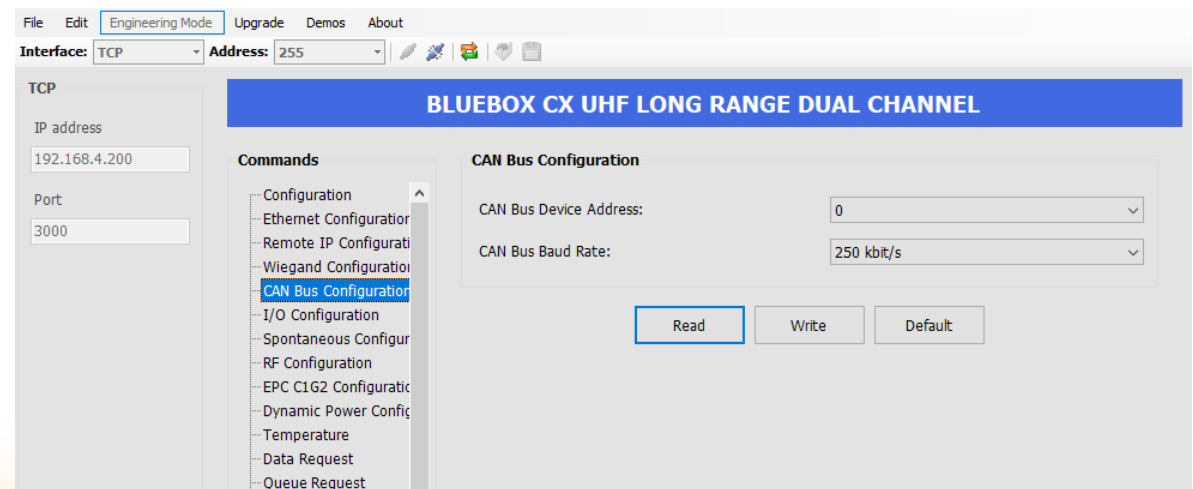 File Edit Engineering Mode Upgrade Demos About
Interface: TCP Address: 255
TCP
IP address
192.168.4.200
Port
3000
BLUEBOX CX UHF LONG RANGE DUAL CHANNEL
Commands
Configuration
Ethernet Configuration
Remote IP Configurati
Wiegand Configuration
CAN Bus Configuration
I/O Configuration
Spontaneous Configur
RF Configuration
EPC C1G2 Configuratic
Dynamic Power Config
Temperature
Data Request
Queue Request
CAN Bus Configuration
CAN Bus Device Address: 0
CAN Bus Baud Rate: 250 kbit/s
Read Write Default